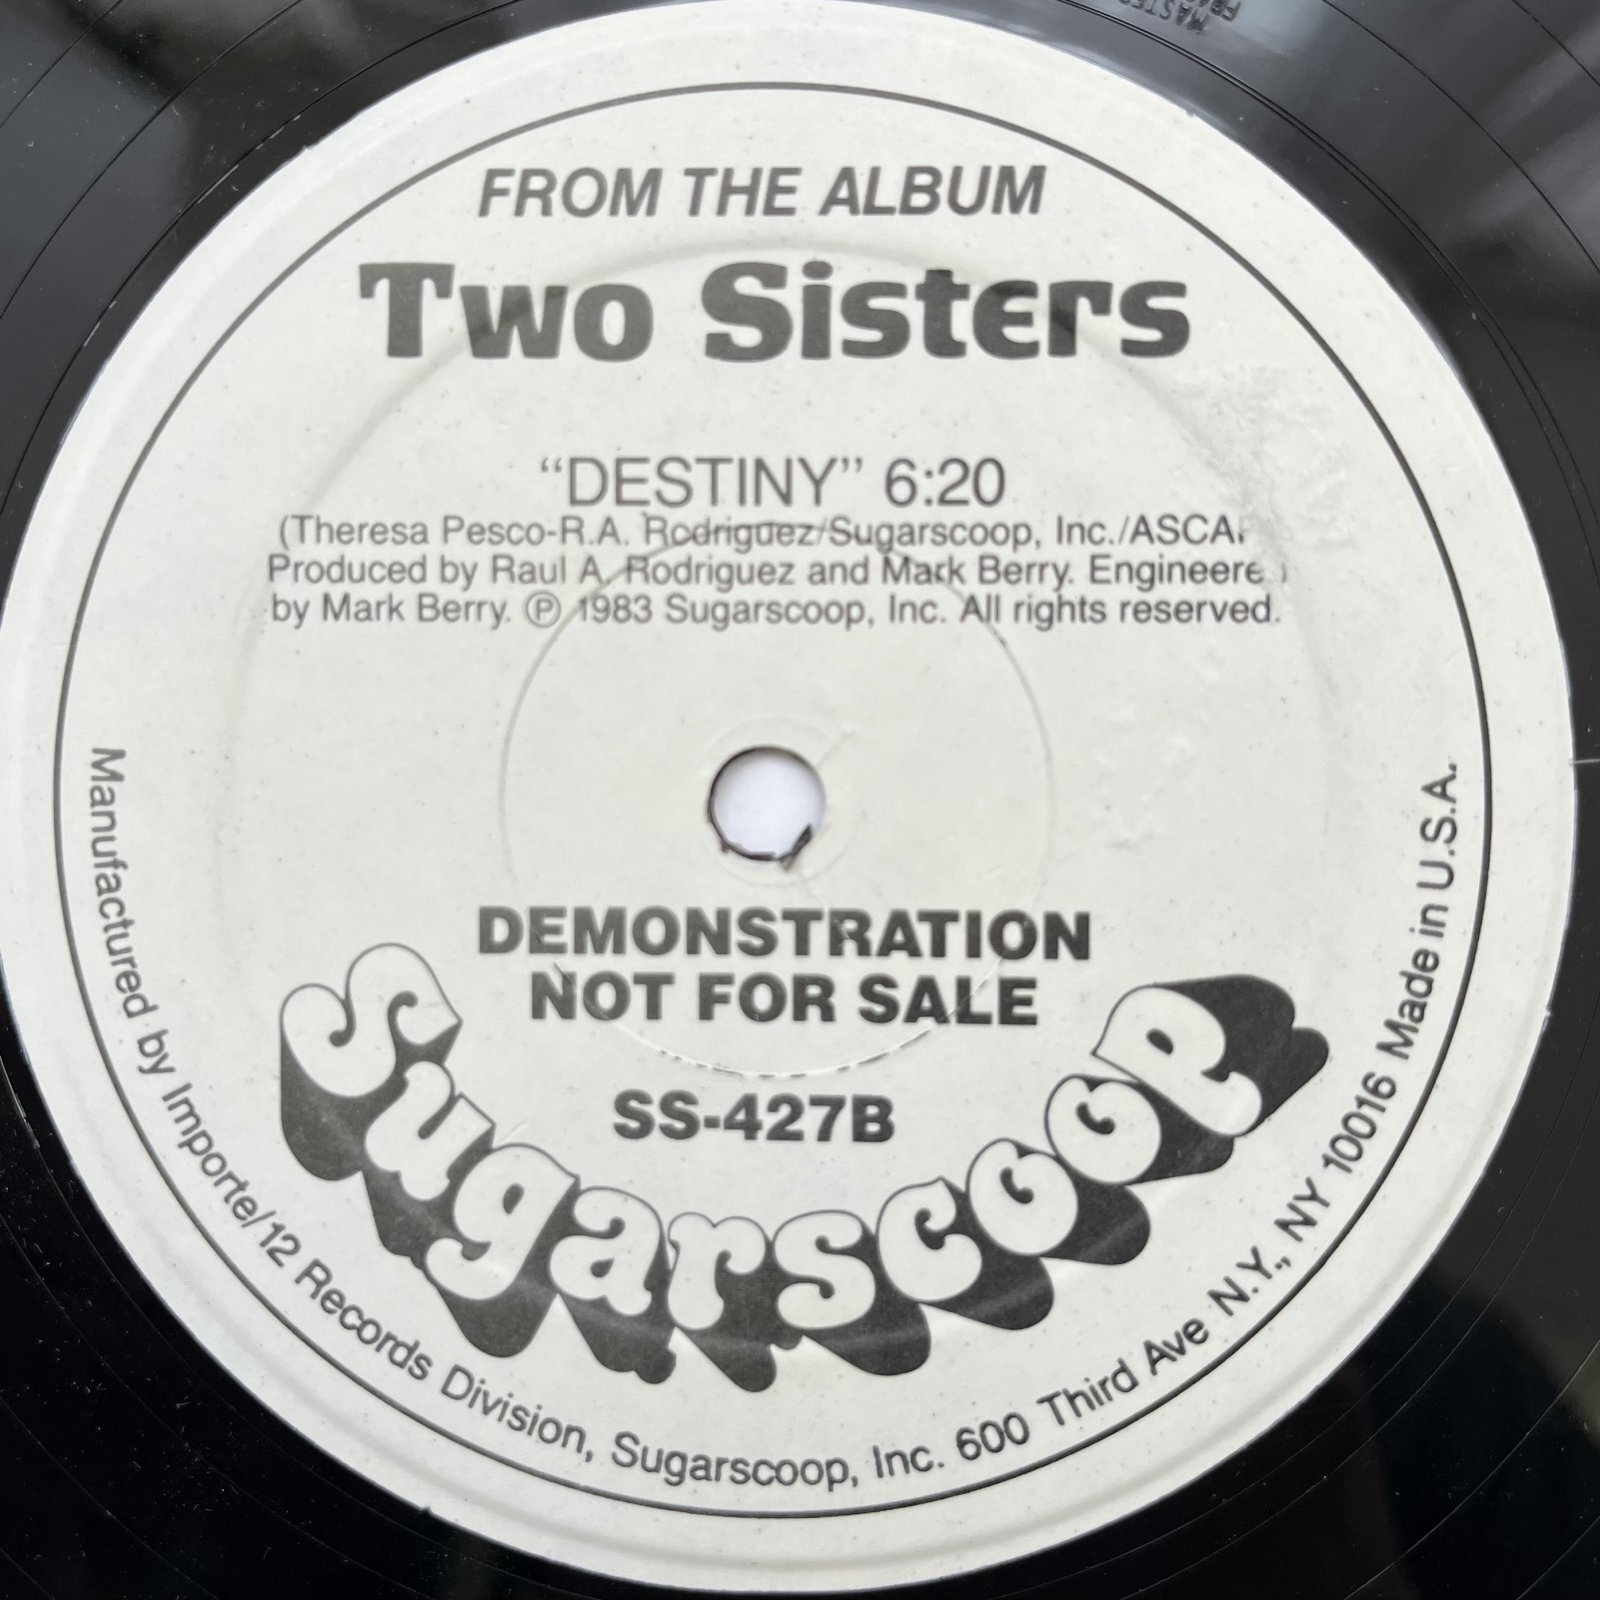 FROM THE ALBUM
Two Sisters
“DESTINY” 6:20
(Theresa Pesco-R.A. Rodriguez/Sugarscoop, Inc./ASCAP
Produced by Raul A. Rodriguez and Mark Berry. Engineered
by Mark Berry. Ⓟ 1983 Sugarscoop, Inc. All rights reserved.
DEMONSTRATION
NOT FOR SALE
SS-427B
Sugarscoop
Manufactured by Importe/12 Records Division, Sugarscoop, Inc. 600 Third Ave N.Y., NY 10016 Made in U.S.A.